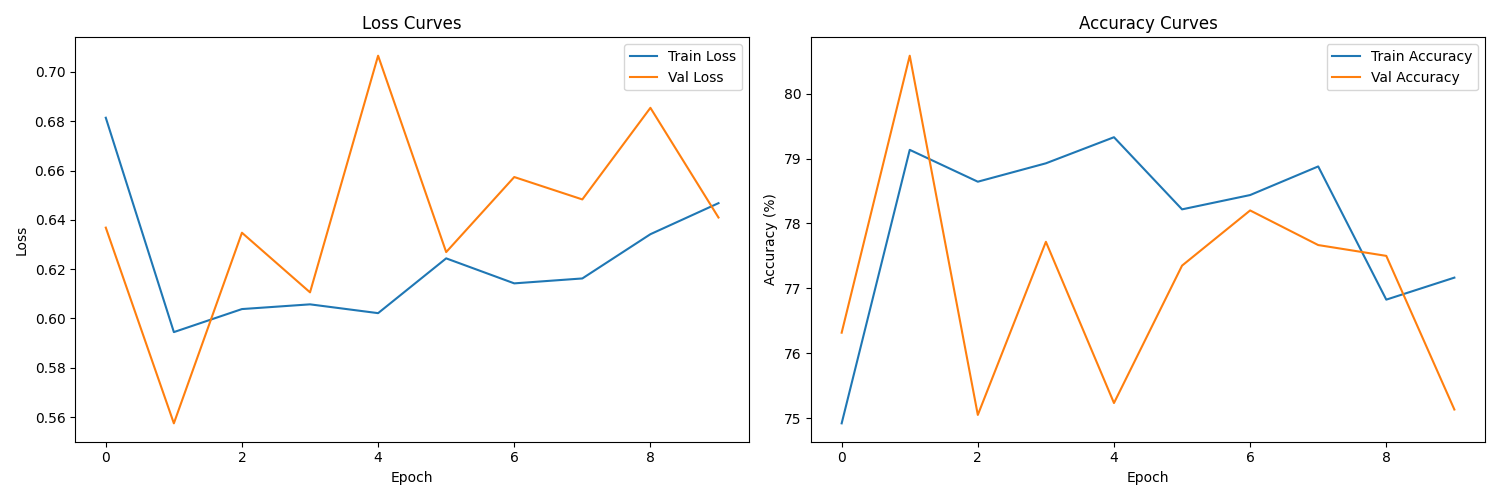 Loss Curves
Train Loss
Val Loss
0.70
0.68
0.66
0.64
0.62
0.60
0.58
0.56
Loss
0 2 4 6 8
Epoch
Accuracy Curves
Train Accuracy
Val Accuracy
80
79
78
77
76
75
Accuracy (%)
0 2 4 6 8
Epoch